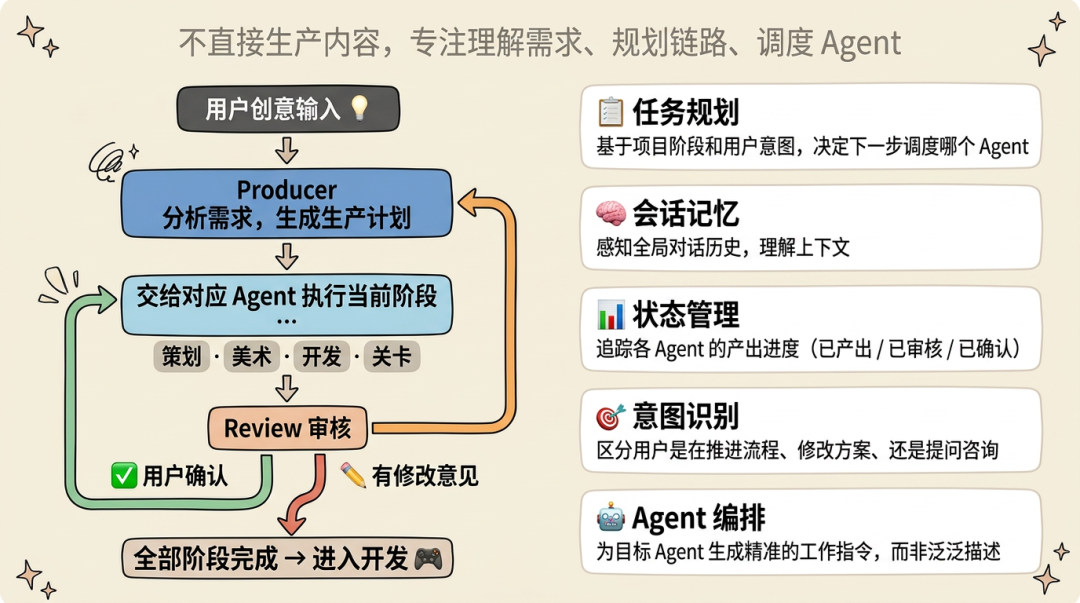 不直接生产内容，专注理解需求、规划链路、调度 Agent
用户创意输入
Producer
分析需求，生成生产计划
交给对应 Agent 执行当前阶段
...
策划 · 美术 · 开发 · 关卡
Review 审核
用户确认
有修改意见
全部阶段完成 → 进入开发
任务规划
基于项目阶段和用户意图，决定下一步调度哪个 Agent
会话记忆
感知全局对话历史，理解上下文
状态管理
追踪各 Agent 的产出进度（已产出 / 已审核 / 已确认）
意图识别
区分用户是在推进流程、修改方案、还是提问咨询
Agent 编排
为目标 Agent 生成精准的工作指令，而非泛泛描述